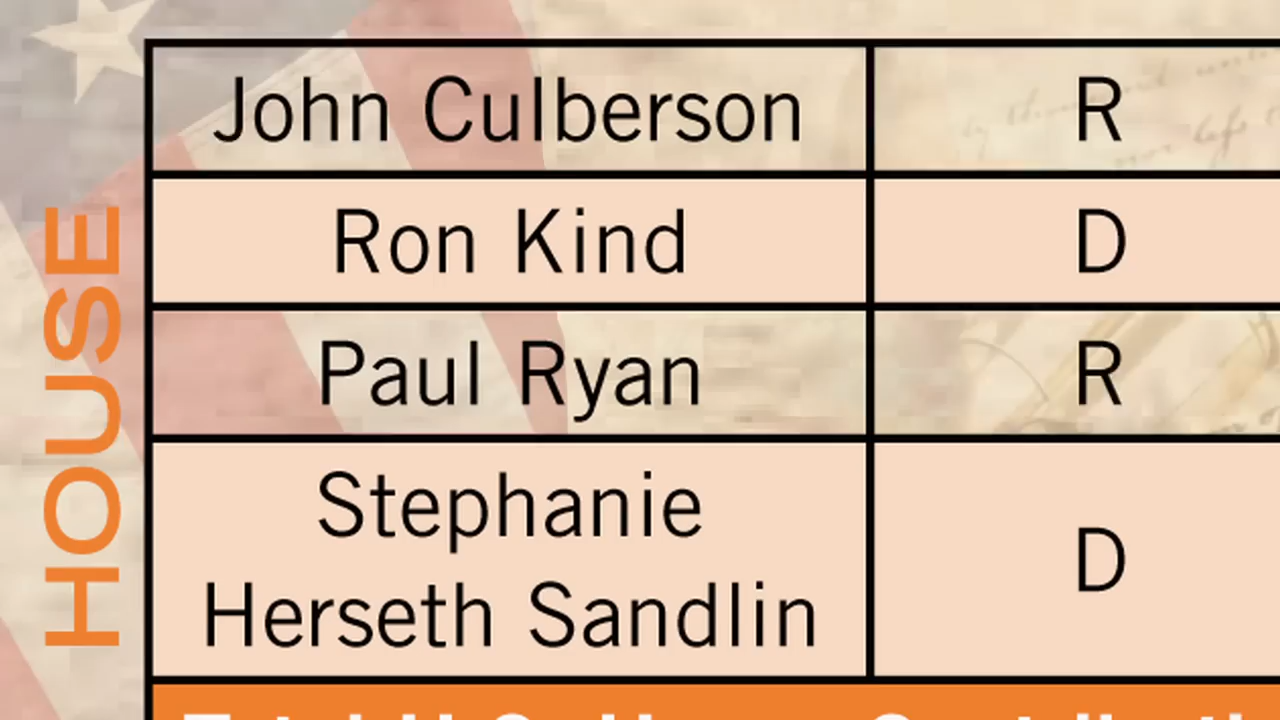 HOUSE
John Culberson R
Ron Kind D
Paul Ryan R
Stephanie
Herseth Sandlin D